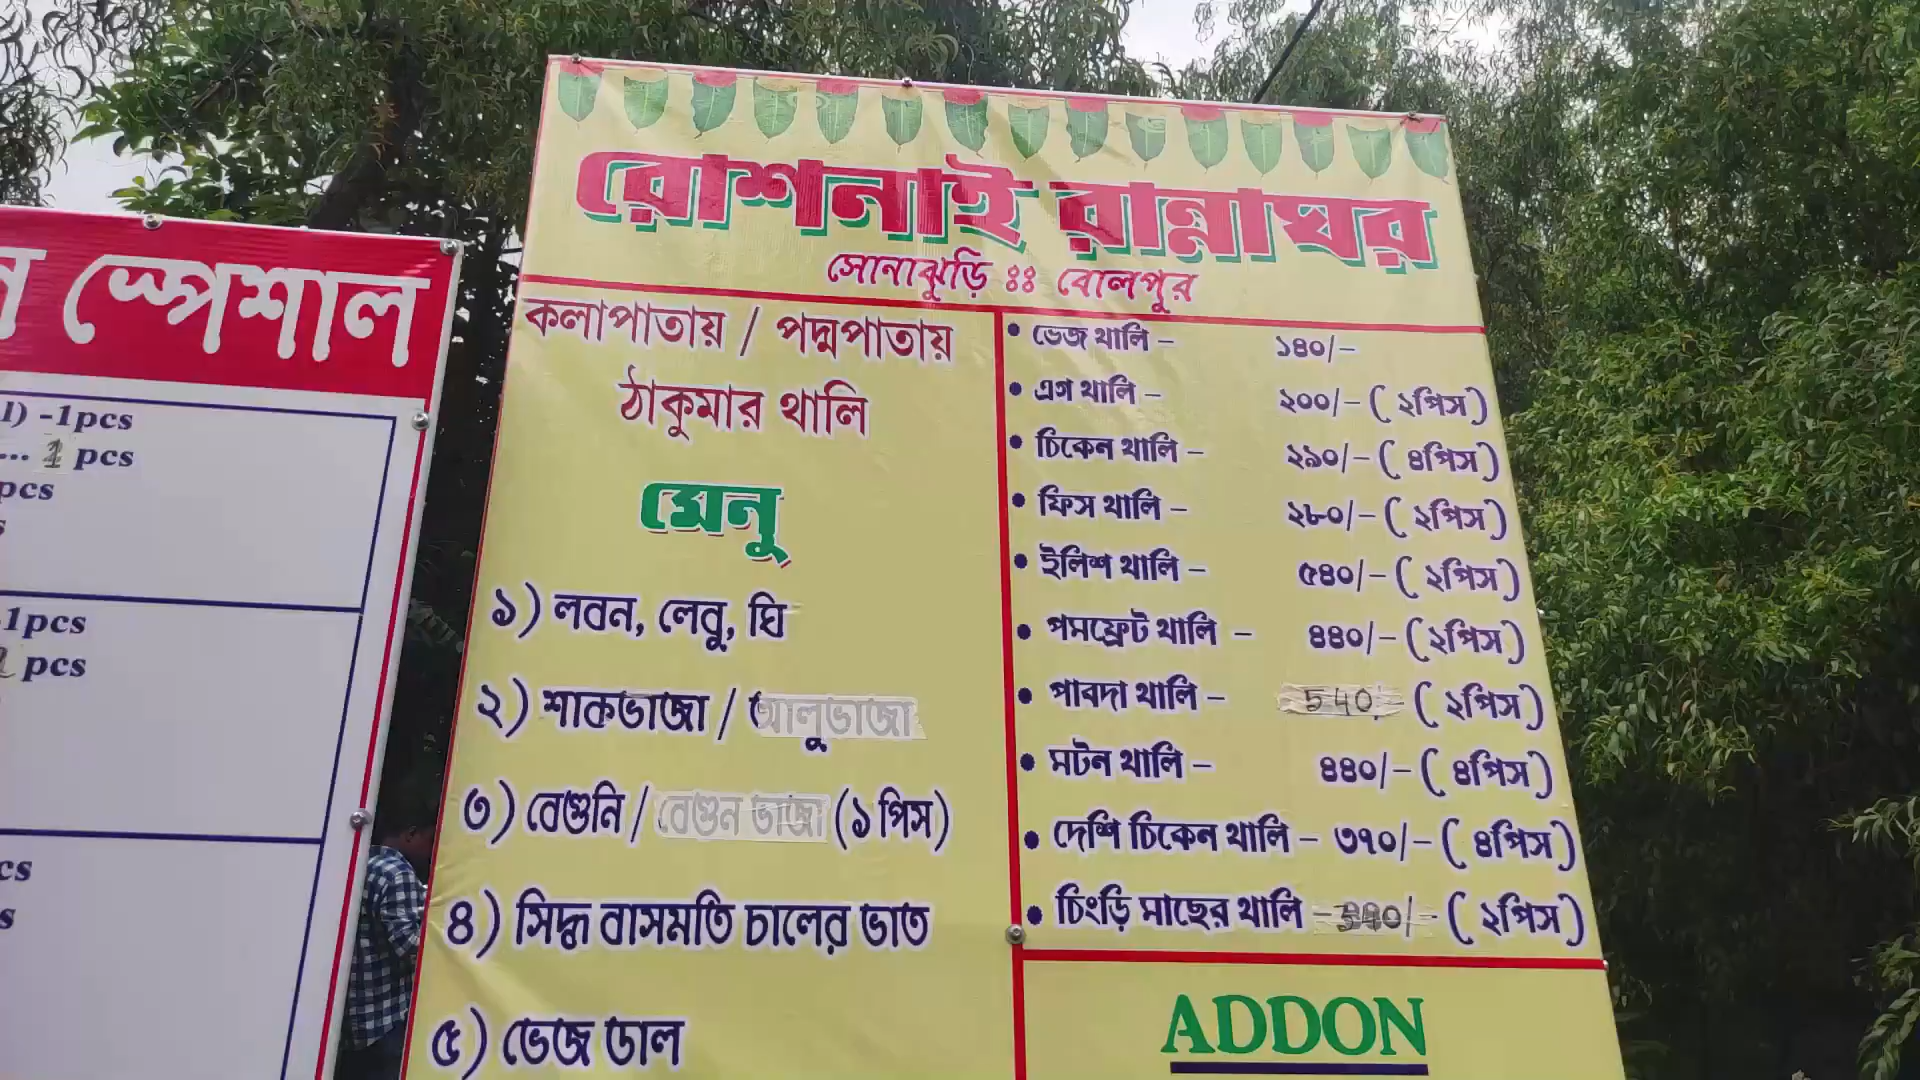 স্পেশাল
l) -1pcs
... 1 pcs
pcs
s
1pcs
pcs
cs
s
রোশনাই রান্নাঘর
সোনাঝুড়ি ঃঃ বোলপুর
কলাপাতায় / পদ্মপাতায়
ঠাকুমার থালি
মেনু
১) লবন, লেবু, ঘি
২) শাকভাজা / আলুভাজা
৩) বেগুনি / বেগুন ভাজা (১ পিস)
৪) সিদ্ধ বাসমতি চালের ভাত
৫) ভেজ ডাল
• ভেজ থালি – ১৪০/–
• এগ থালি – ২০০/– ( ২পিস )
• চিকেন থালি – ২৯০/– ( ৪পিস )
• ফিস থালি – ২৮০/– ( ২পিস )
• ইলিশ থালি – ৫৪০/– ( ২পিস )
• পমফ্রেট থালি – ৪৪০/– ( ২পিস )
• পাবদা থালি – 540 ( ২পিস )
• মটন থালি – ৪৪০/– ( ৪পিস )
• দেশি চিকেন থালি – ৩৭০/– ( ৪পিস )
• চিংড়ি মাছের থালি – ( ২পিস )
ADDON